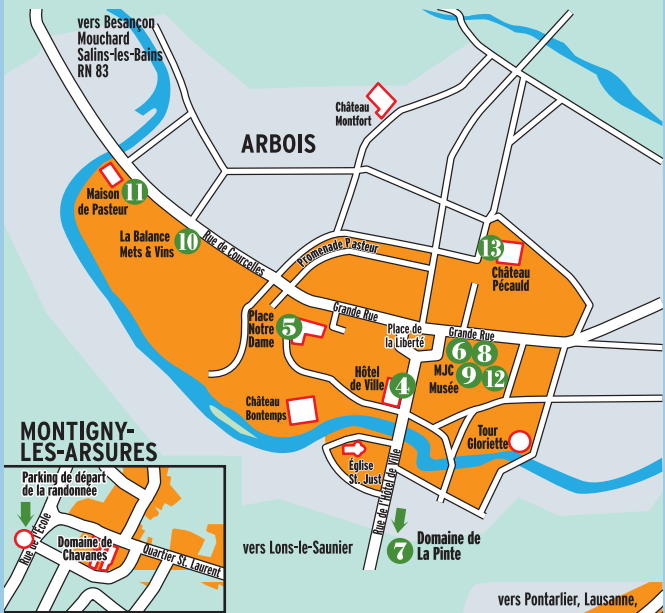 vers Besançon
Mouchard
Salins-les-Bains
RN 83
Château
Montfort
ARBOIS
Maison
de Pasteur
11
La Balance
Mets & Vins
10
Rue de Courcelles
Promenade Pasteur
13
Château
Pécauld
Grande Rue
Place
Notre
Dame
5
Place de
la Liberté
Grande Rue
6 8
MJC
Musée
9 12
Hôtel
de Ville
4
Château
Bontemps
Tour
Gloriette
Église
St. Just
Rue de l'Hôtel de Ville
MONTIGNY-
LES-ARSURES
Parking de départ
de la randonnée
Rue de l'École
Domaine de
Chavanes
Quartier St. Laurent
vers Lons-le-Saunier
7
Domaine de
La Pinte
vers Pontarlier, Lausanne,